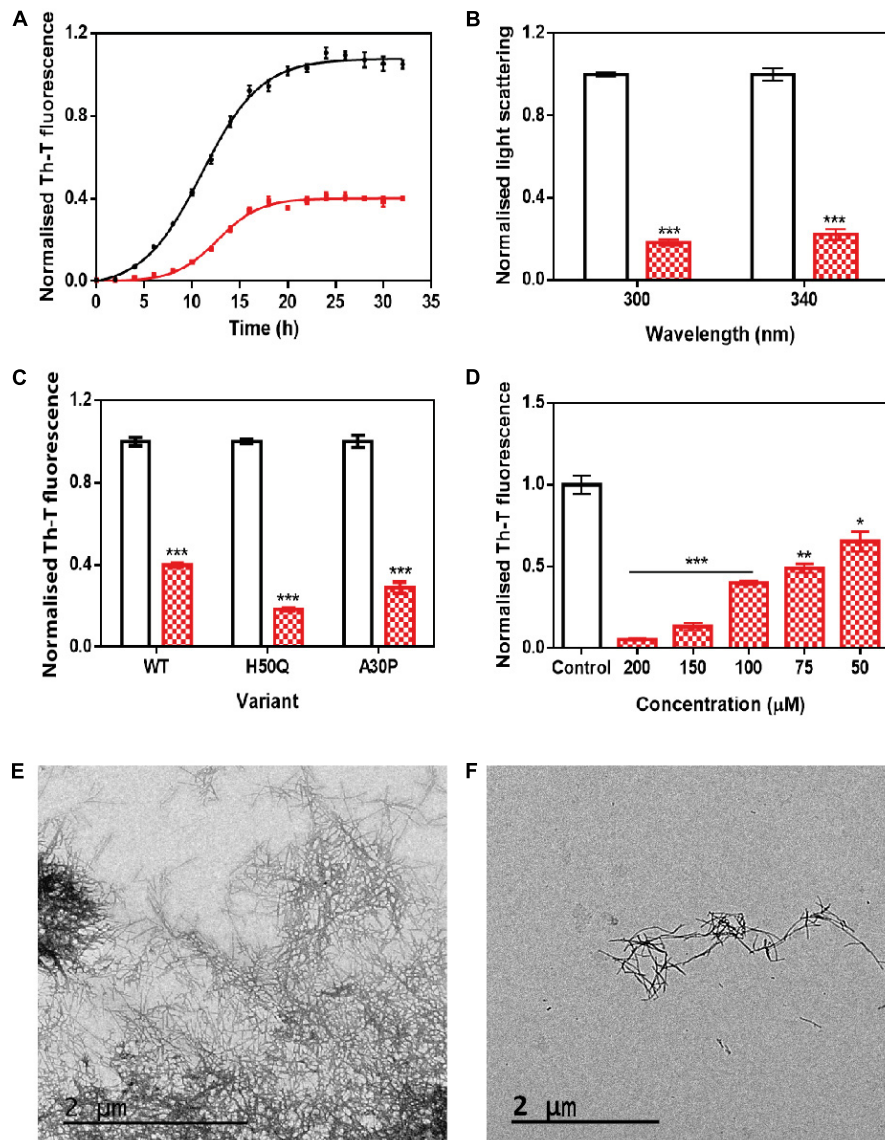 A
Normalised Th-T fluorescence
1.2
0.8
0.4
0.0
0 5 10 15 20 25 30 35
Time (h)
B
Normalised light scattering
1.2
0.8
0.4
0.0
***
***
300 340
Wavelength (nm)
C
Normalised Th-T fluorescence
1.2
0.8
0.4
0.0
***
***
***
WT H50Q A30P
Variant
D
Normalised Th-T fluorescence
1.5
1.0
0.5
0.0
***
**
*
Control 200 150 100 75 50
Concentration (μM)
E
2 μm
F
2 μm